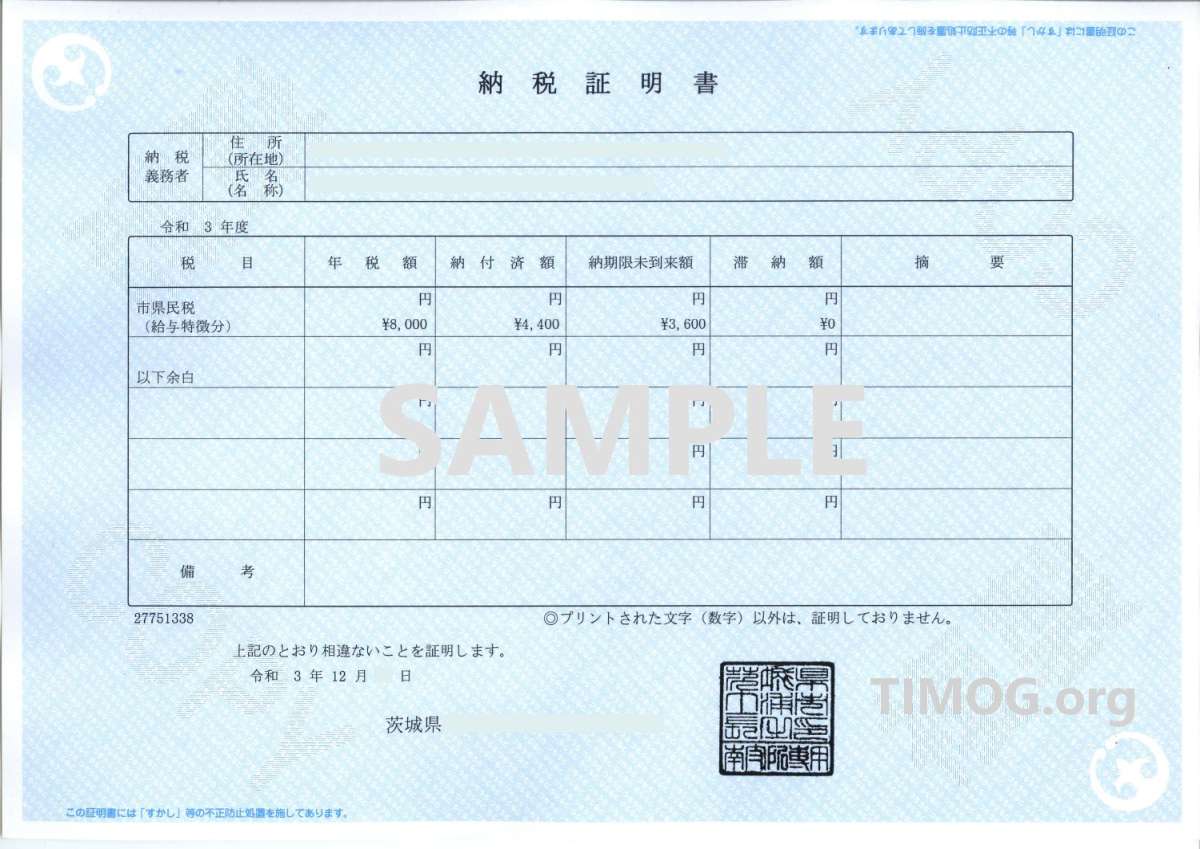 この証明書には「すかし」等の不正防止処置を施してあります。
納税証明書
納税義務者
住所
(所在地)
氏名
(名称)
令和 3 年度
税目 年税額 納付済額 納期限未到来額 滞納額 摘要
円 円 円 円
市県民税
（給与特徴分） ¥8,000 ¥4,400 ¥3,600 ¥0
円 円 円 円
以下余白
円 円 円 円
SAMPLE
円 円 円 円
円 円 円 円
備考
27751338 ◎プリントされた文字（数字）以外は、証明しておりません。
上記のとおり相違ないことを証明します。
令和 3 年 12 月 日
茨城県
TIMOG.org
この証明書には「すかし」等の不正防止処置を施してあります。